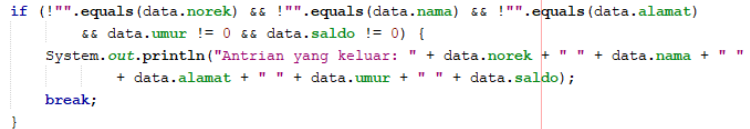 if (!"".equals(data.norek) && !"".equals(data.nama) && !"".equals(data.alamat)
&& data.umur != 0 && data.saldo != 0) {
System.out.println("Antrian yang keluar: " + data.norek + " " + data.nama + " "
+ data.alamat + " " + data.umur + " " + data.saldo);
break;
}